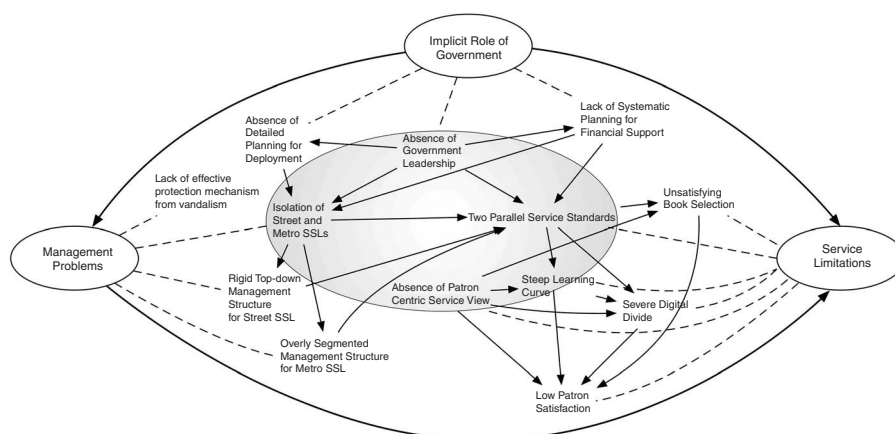 Implicit Role of
Government
Absence of
Detailed
Planning for
Deployment
Absence of
Government
Leadership
Lack of Systematic
Planning for
Financial Support
Lack of effective
protection mechanism
from vandalism
Isolation of
Street and
Metro SSLs
Two Parallel Service Standards
Unsatisfying
Book Selection
Management
Problems
Service
Limitations
Rigid Top-down
Management
Structure
for Street SSL
Absence of Patron
Centric Service View
Steep Learning
Curve
Severe Digital
Divide
Overly Segmented
Management Structure
for Metro SSL
Low Patron
Satisfaction